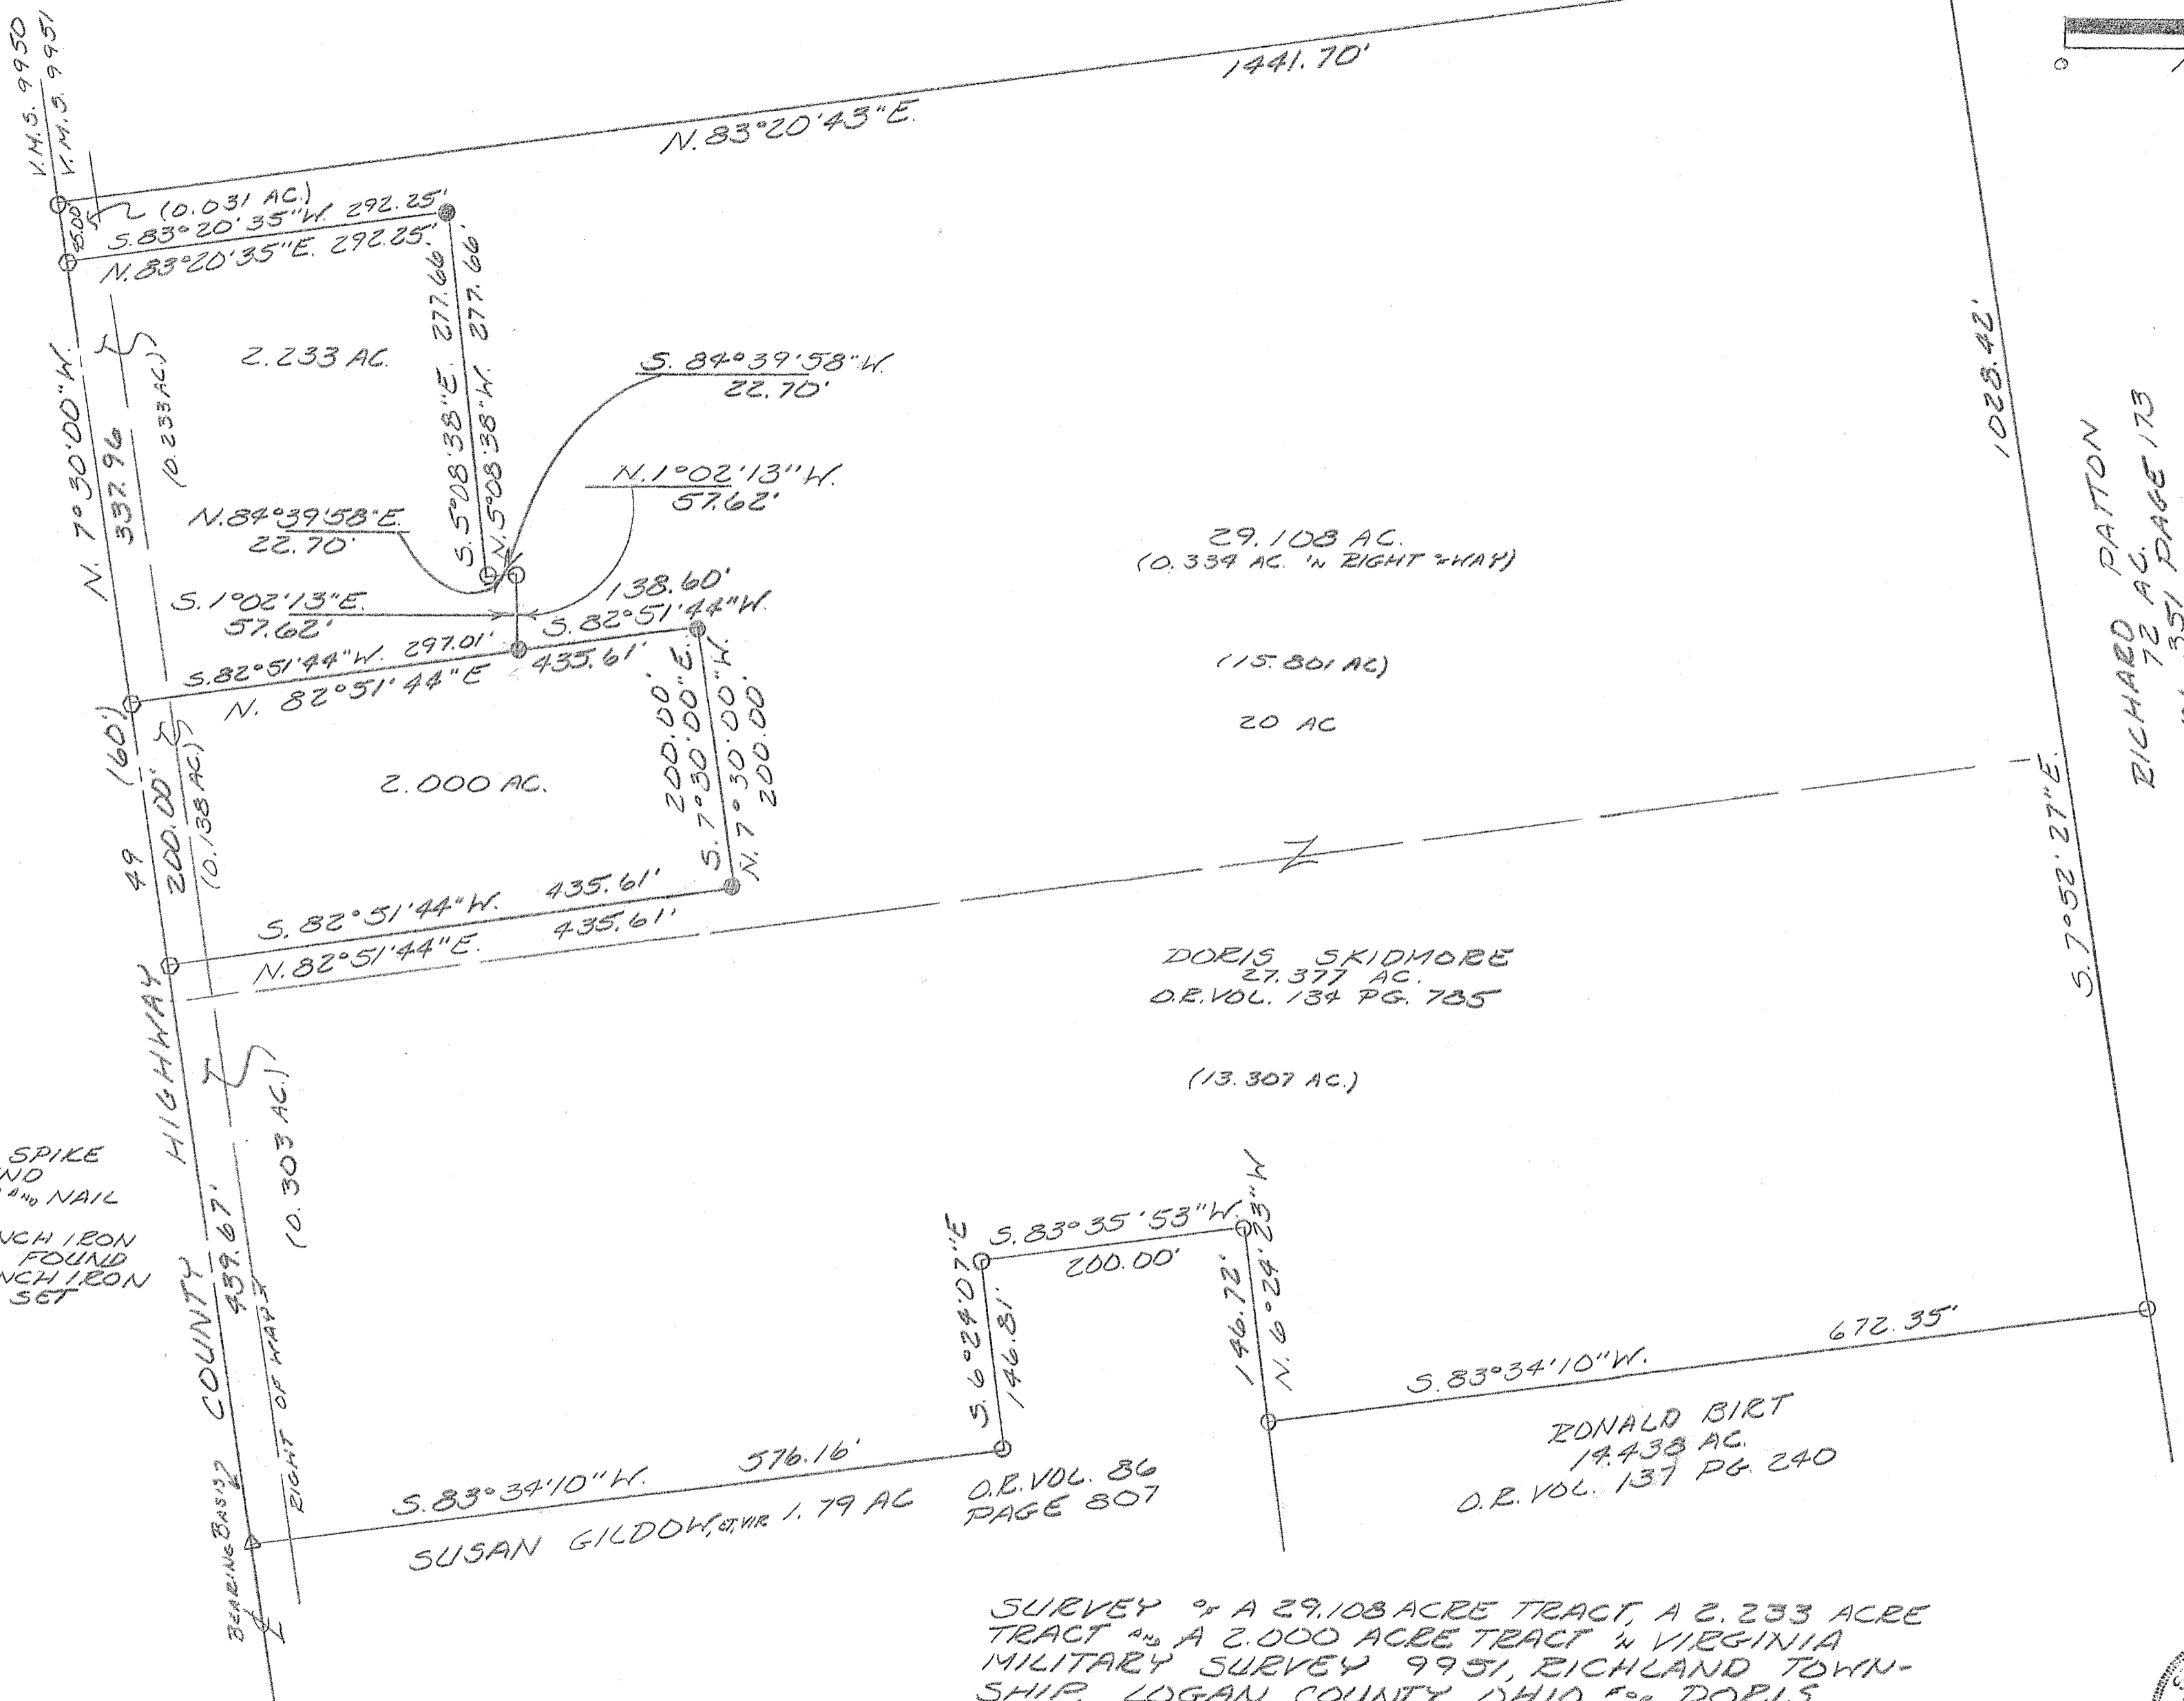 V.M.S. 9950
V.M.S. 9951
1441.70'
N.83°20'43"E.
(0.031 AC.)
S.83°20'35"W. 292.25'
N.83°20'35"E. 292.25'
N. 7°30'00"W.
337.96
(0.233 AC.)
2.233 AC.
S.5°08'38"E. 277.66'
N.5°08'38"W. 277.66'
S. 84°39'58"W.
22.70'
N.1°02'13"W.
57.62'
N.84°39'58"E.
22.70'
S.1°02'13"E.
57.62'
138.60'
S.82°51'44"W.
S.82°51'44"W. 297.01'
N. 82°51'44"E 435.61'
200.00'
S. 7°30'00"E.
N. 7°30'00"W.
200.00'
2.000 AC.
49 (60')
200.00'
(0.138 AC.)
S. 82°51'44"W. 435.61'
N.82°51'44"E. 435.61'
29.108 AC.
(0.334 AC. IN RIGHT OF WAY)
(15.801 AC)
20 AC
1028.42'
S.7°52'27"E.
RICHARD PATTON
72 AC.
351 PAGE 173
DORIS SKIDMORE
27.377 AC.
O.R.VOL. 134 PG. 785
(13.307 AC.)
COUNTY HIGHWAY
439.67'
(0.303 AC.)
RIGHT OF WAY
BEARING BASIS
SPIKE
AND NAIL
IRON
FOUND
IRON
SET
S. 6°24'07"E
146.81'
S.83°35'53"W.
200.00'
146.72'
N. 6°24'23"W
672.35'
S.83°34'10"W.
RONALD BIRT
14.438 AC.
O.R. VOL. 137 PG. 240
576.16'
S.83°34'10"W.
SUSAN GILDOW, ET VIR 1.79 AC
O.R.VOL. 86
PAGE 807
SURVEY OF A 29.108 ACRE TRACT, A 2.233 ACRE
TRACT AND A 2.000 ACRE TRACT IN VIRGINIA
MILITARY SURVEY 9951, RICHLAND TOWN-
SHIP, LOGAN COUNTY, OHIO FOR DORIS